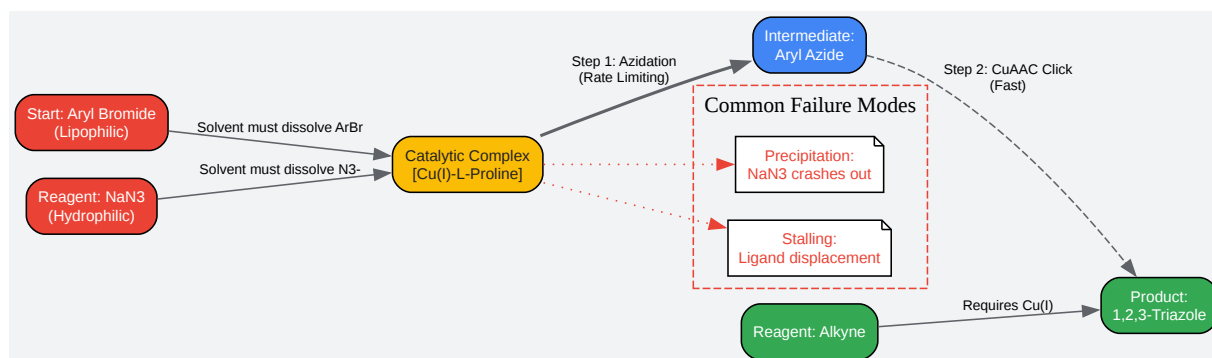 Intermediate:
Aryl Azide
Step 1: Azidation
(Rate Limiting)
Step 2: CuAAC Click
(Fast)
Start: Aryl Bromide
(Lipophilic)
Solvent must dissolve ArBr
Common Failure Modes
Catalytic Complex
[Cu(I)-L-Proline]
Precipitation:
NaN3 crashes out
Solvent must dissolve N3-
Reagent: NaN3
(Hydrophilic)
Stalling:
Ligand displacement
Product:
1,2,3-Triazole
Requires Cu(I)
Reagent: Alkyne